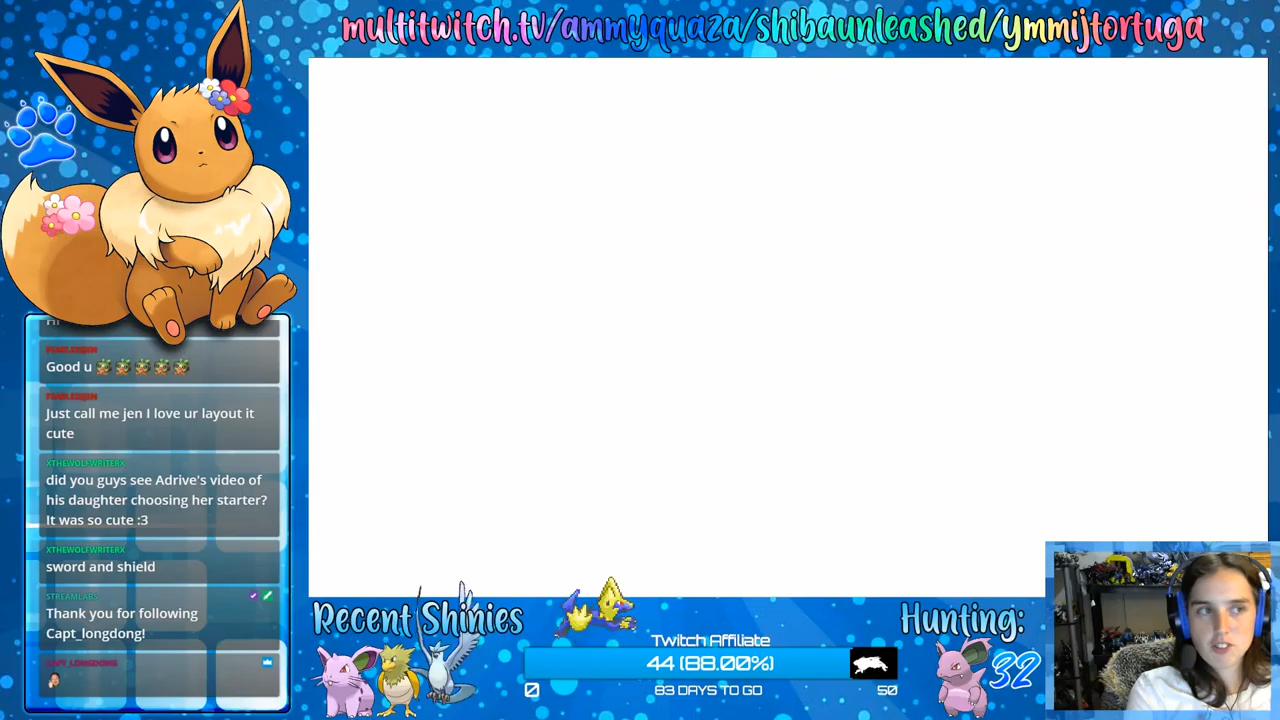 multitwitch.tv/ammyquaza/shibaunleashed/ymmijtortuga
Hi
Good u
Just call me jen I love ur layout it
cute
XTHEWOLFWRITERX
did you guys see Adrive's video of
his daughter choosing her starter?
It was so cute :3
XTHEWOLFWRITERX
sword and shield
STREAMLABS
Thank you for following
Capt_longdong!
CAPT_LONGDONG
Recent Shinies
Twitch Affiliate
44 (88.00%)
0
83 DAYS TO GO
50
Hunting:
32